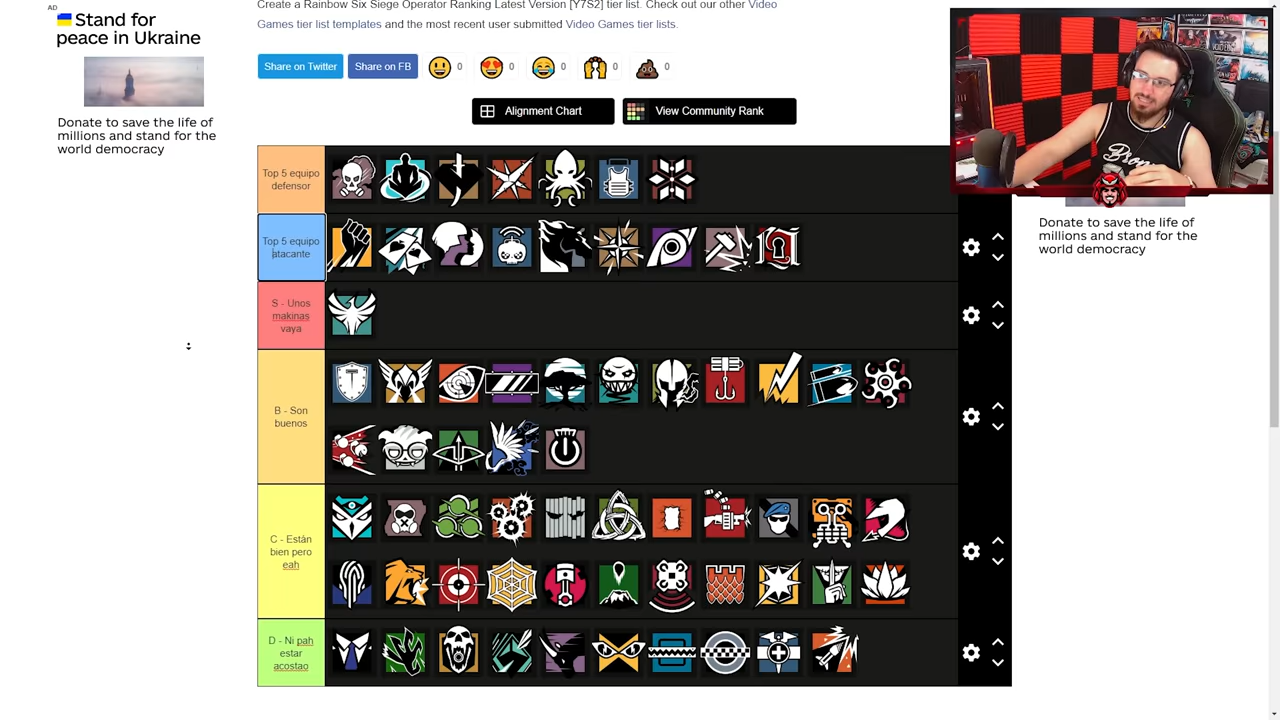 AD
Stand for
peace in Ukraine
Donate to save the life of
millions and stand for the
world democracy
Create a Rainbow Six Siege Operator Ranking Latest Version [Y7S2] tier list. Check out our other Video
Games tier list templates and the most recent user submitted Video Games tier lists.
Share on Twitter
Share on FB
0
0
0
0
0
Alignment Chart
View Community Rank
Donate to save the life of
millions and stand for the
world democracy
Top 5 equipo
defensor
Top 5 equipo
atacante
S - Unos
makinas
vaya
B - Son
buenos
C - Están
bien pero
eah
D - Ni pah
estar
acostao